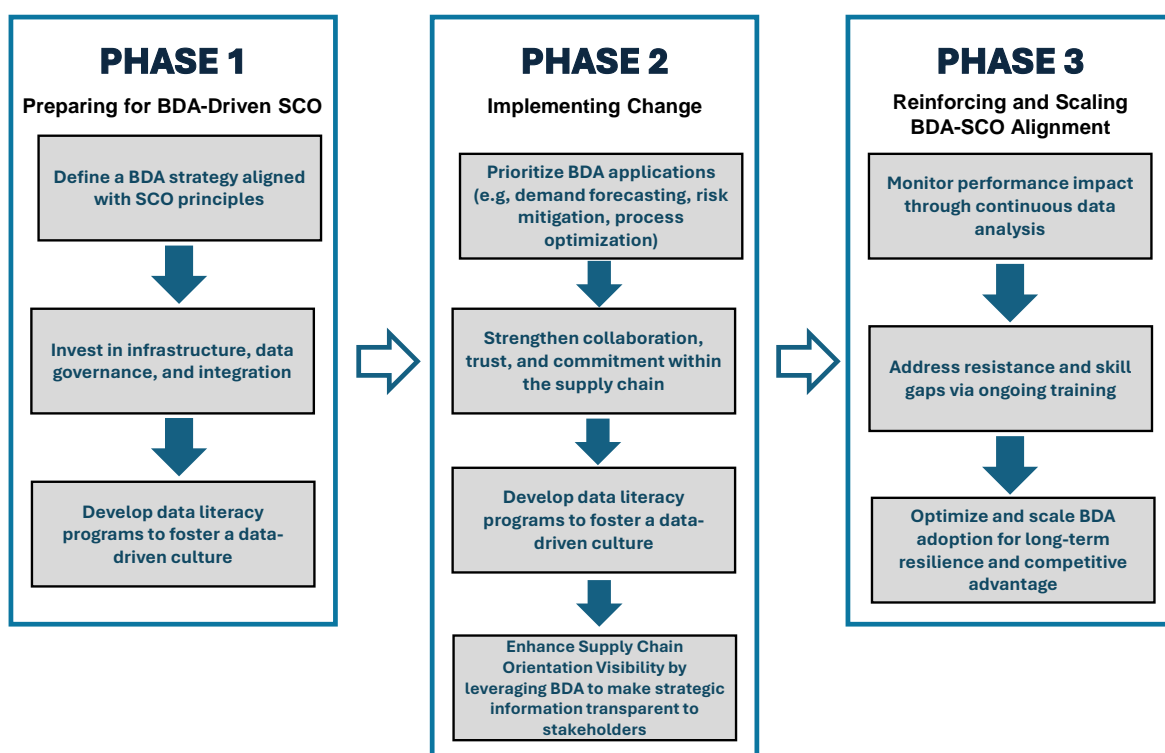 PHASE 1
Preparing for BDA-Driven SCO
Define a BDA strategy aligned
with SCO principles
Invest in infrastructure, data
governance, and integration
Develop data literacy
programs to foster a data-
driven culture
PHASE 2
Implementing Change
Prioritize BDA applications
(e.g, demand forecasting, risk
mitigation, process
optimization)
Strengthen collaboration,
trust, and commitment within
the supply chain
Develop data literacy
programs to foster a data-
driven culture
Enhance Supply Chain
Orientation Visibility by
leveraging BDA to make strategic
information transparent to
stakeholders
PHASE 3
Reinforcing and Scaling
BDA-SCO Alignment
Monitor performance impact
through continuous data
analysis
Address resistance and skill
gaps via ongoing training
Optimize and scale BDA
adoption for long-term
resilience and competitive
advantage